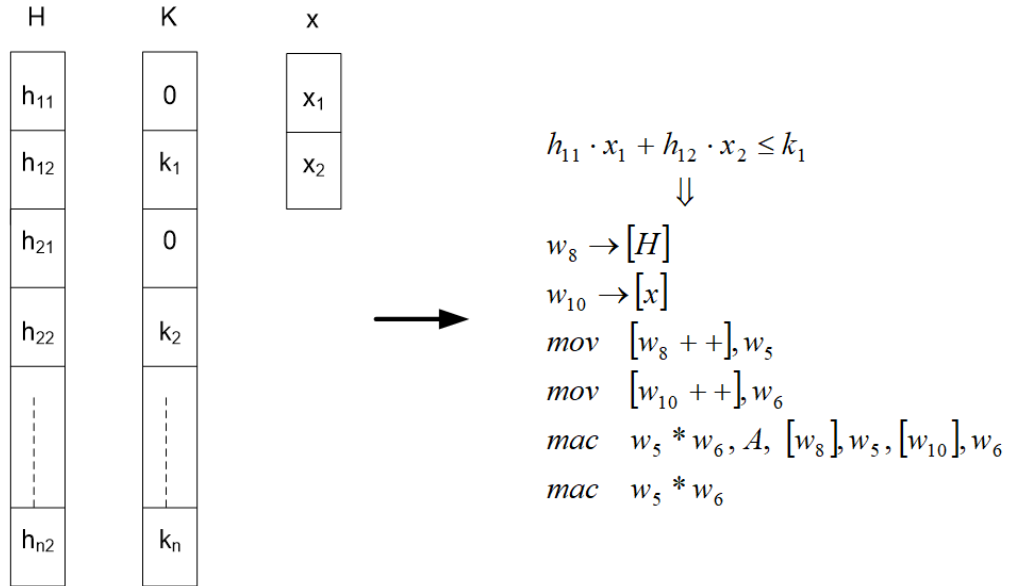 H K x
h₁₁ 0 x₁
h₁₂ k₁ x₂
h₂₁ 0
h₂₂ k₂
hₙ₂ kₙ
h₁₁ · x₁ + h₁₂ · x₂ ≤ k₁
⇓
w₈ → [H]
w₁₀ → [x]
mov [w₈ + +], w₅
mov [w₁₀ + +], w₆
mac w₅ * w₆, A, [w₈], w₅, [w₁₀], w₆
mac w₅ * w₆